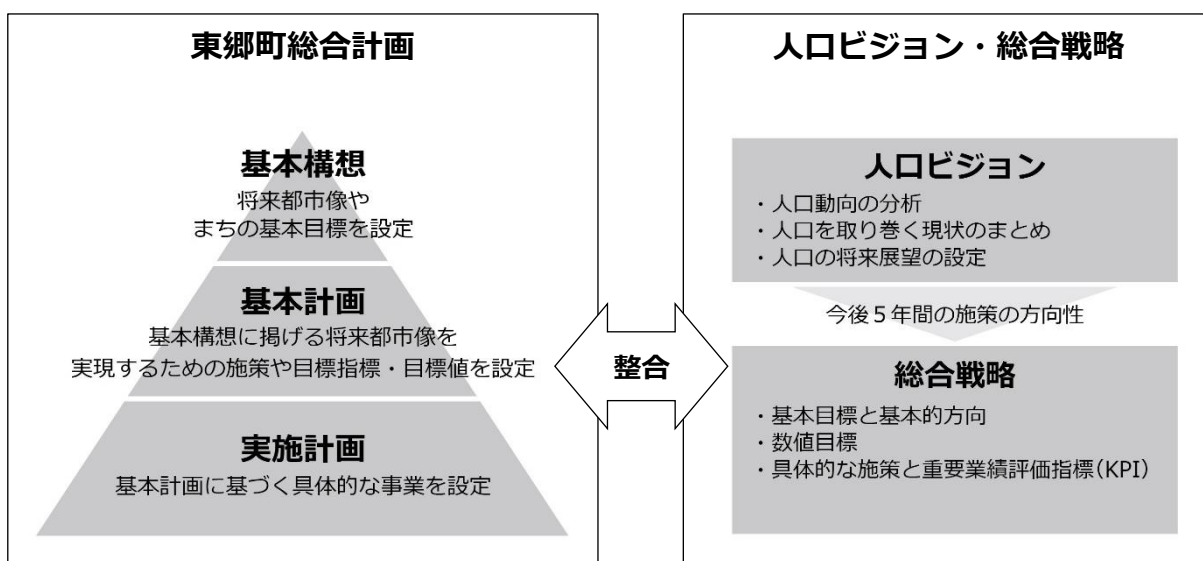 東郷町総合計画
基本構想
将来都市像や
まちの基本目標を設定
基本計画
基本構想に掲げる将来都市像を
実現するための施策や目標指標・目標値を設定
実施計画
基本計画に基づく具体的な事業を設定
整合
人口ビジョン・総合戦略
人口ビジョン
・人口動向の分析
・人口を取り巻く現状のまとめ
・人口の将来展望の設定
今後５年間の施策の方向性
総合戦略
・基本目標と基本的方向
・数値目標
・具体的な施策と重要業績評価指標(KPI)